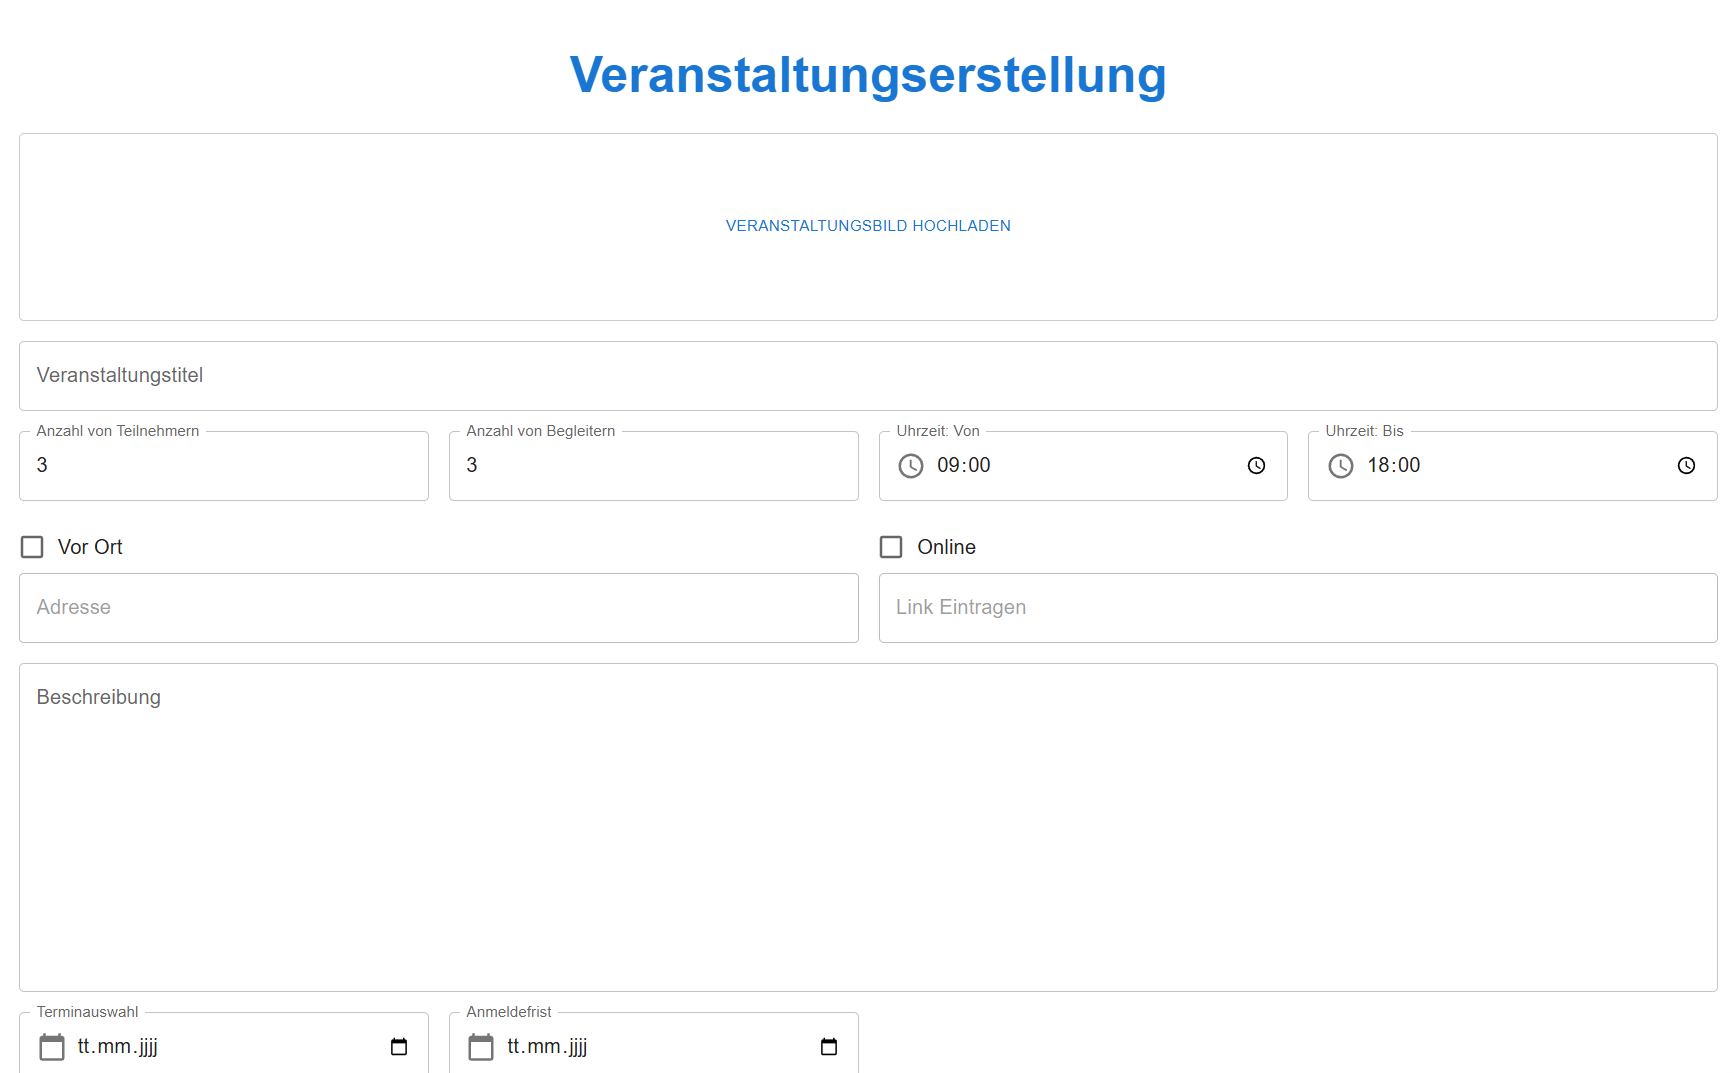 Veranstaltungserstellung
VERANSTALTUNGSBILD HOCHLADEN
Veranstaltungstitel
Anzahl von Teilnehmern
3
Anzahl von Begleitern
3
Uhrzeit: Von
09:00
Uhrzeit: Bis
18:00
Vor Ort
Online
Adresse
Link Eintragen
Beschreibung
Terminauswahl
tt.mm.jjjj
Anmeldefrist
tt.mm.jjjj